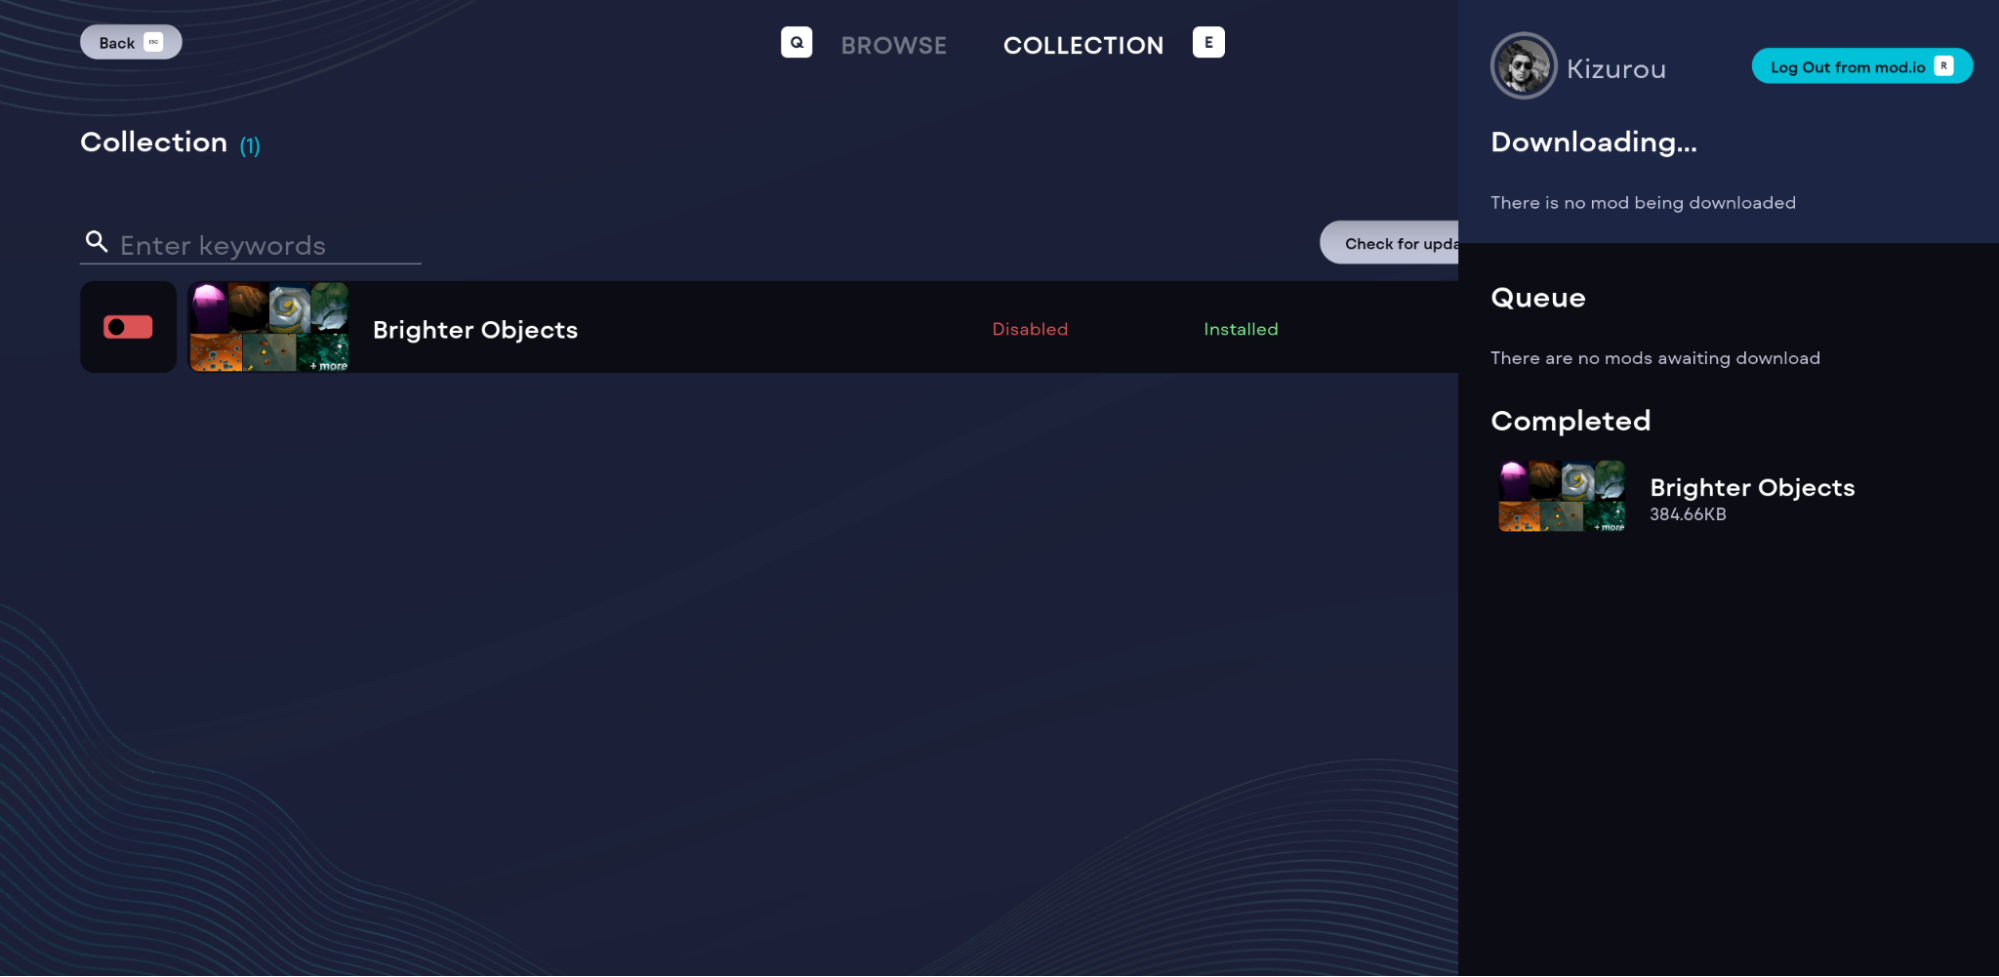 Back ESC
Q BROWSE COLLECTION E
Collection (1)
Enter keywords
Check for upda
+ more
Brighter Objects
Disabled
Installed
Kizurou
Log Out from mod.io R
Downloading...
There is no mod being downloaded
Queue
There are no mods awaiting download
Completed
+ more
Brighter Objects
384.66KB